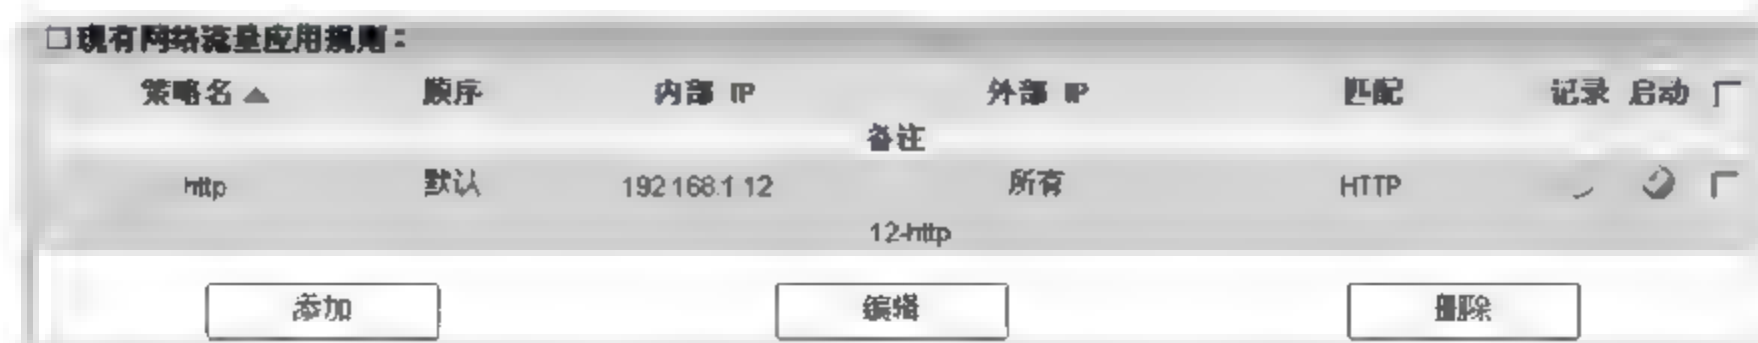 现有网络流量应用规则：
策略名 顺序 内部 IP 外部 IP 匹配 记录 启动
备注
http 默认 192.168.1.12 所有 HTTP
12-http
添加 编辑 删除